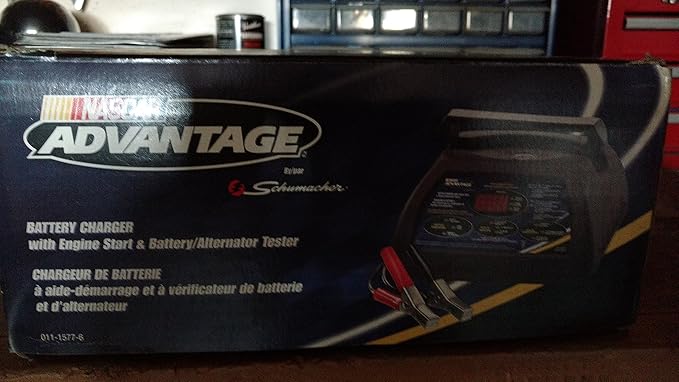 NASCAR
ADVANTAGE
By/par
Schumacher
BATTERY CHARGER
with Engine Start & Battery/Alternator Tester
CHARGEUR DE BATTERIE
à aide-démarrage et à vérificateur de batterie
et d'alternateur
011-1577-6
ADVANTAGE